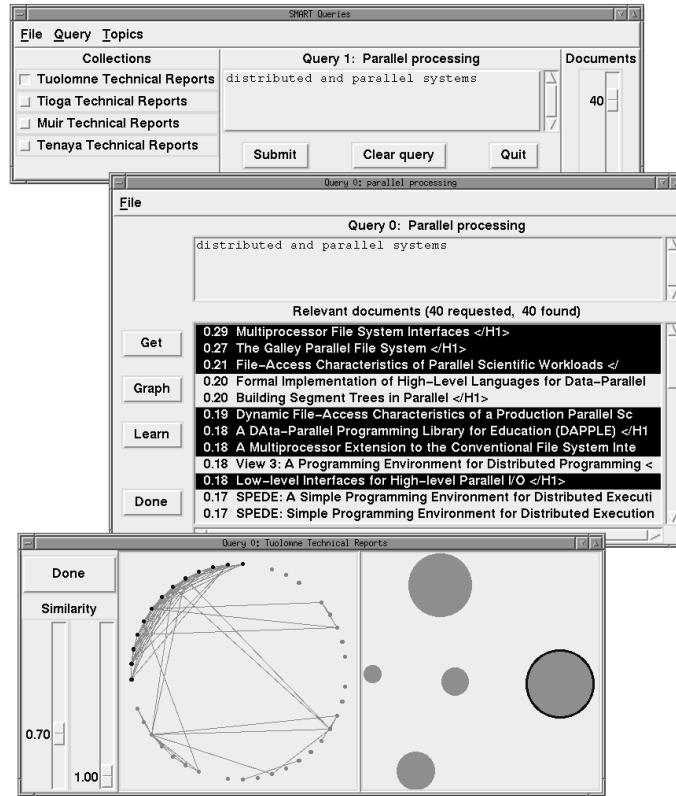 SMART Queries
File Query Topics
Collections
Tuolomne Technical Reports
Tioga Technical Reports
Muir Technical Reports
Tenaya Technical Reports
Query 1: Parallel processing
distributed and parallel systems
Submit Clear query Quit
Documents
40
Query 0: parallel processing
File
Query 0: Parallel processing
distributed and parallel systems
Relevant documents (40 requested, 40 found)
Get
Graph
Learn
Done
0.29 Multiprocessor File System Interfaces </H1>
0.27 The Galley Parallel File System </H1>
0.21 File-Access Characteristics of Parallel Scientific Workloads </
0.20 Formal Implementation of High-Level Languages for Data-Parallel
0.20 Building Segment Trees in Parallel </H1>
0.19 Dynamic File-Access Characteristics of a Production Parallel Sc
0.18 A DAta-Parallel Programming Library for Education (DAPPLE) </H1
0.18 A Multiprocessor Extension to the Conventional File System Inte
0.18 View 3: A Programming Environment for Distributed Programming <
0.18 Low-level Interfaces for High-level Parallel I/O </H1>
0.17 SPEDE: A Simple Programming Environment for Distributed Executi
0.17 SPEDE: Simple Programming Environment for Distributed Execution
Query 0: Tuolomne Technical Reports
Done
Similarity
0.70
1.00